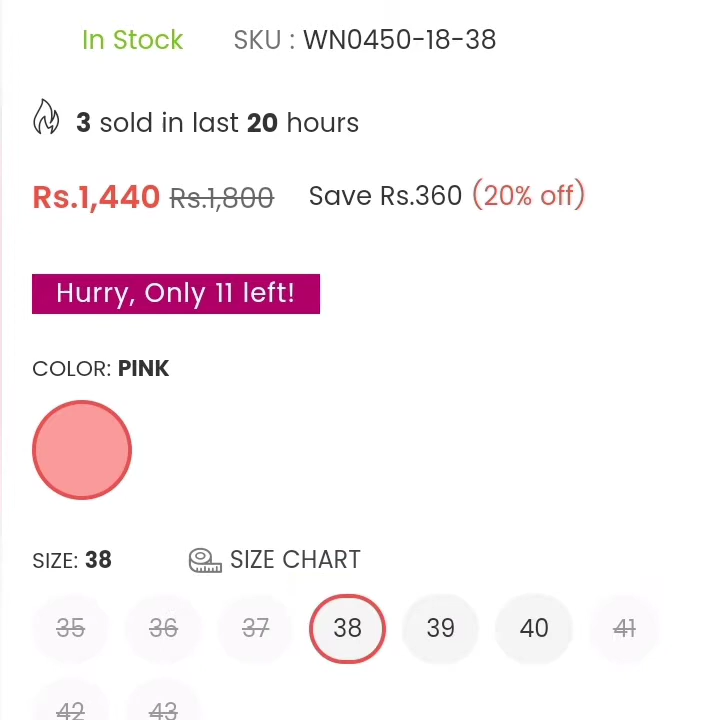 In Stock SKU : WN0450-18-38
3 sold in last 20 hours
Rs.1,440 Rs.1,800 Save Rs.360 (20% off)
Hurry, Only 11 left!
COLOR: PINK
SIZE: 38 SIZE CHART
35 36 37 38 39 40 41
42 43